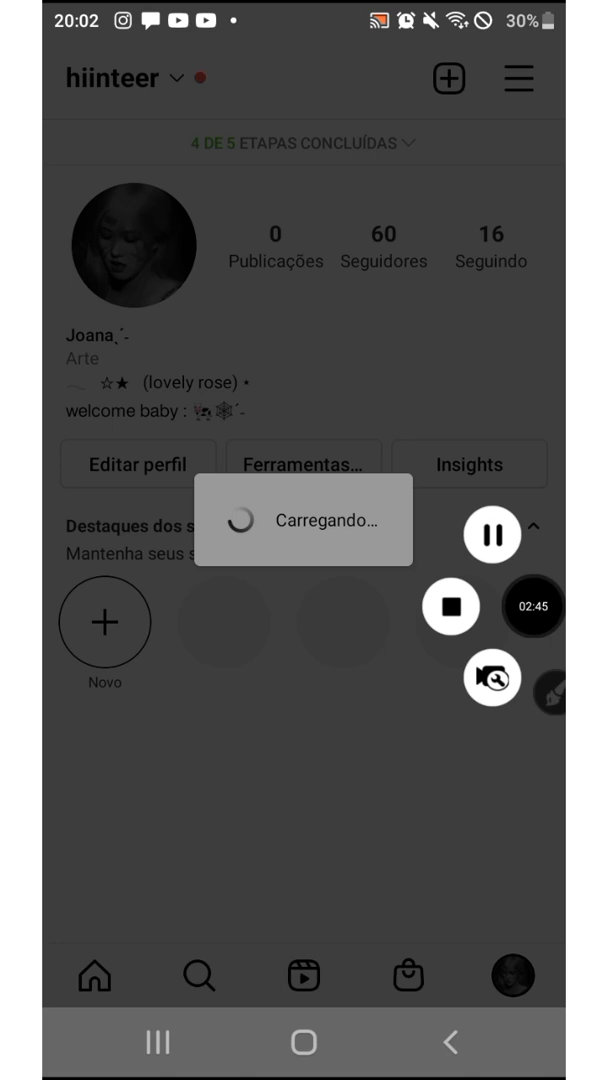 20:02 30%
hiinteer
4 DE 5 ETAPAS CONCLUÍDAS
0 60 16
Publicações Seguidores Seguindo
Joana
Arte
☆★ (lovely rose) ⋆
welcome baby :
Editar perfil Ferramentas... Insights
Carregando...
Destaques dos s
Mantenha seus s
02:45
Novo